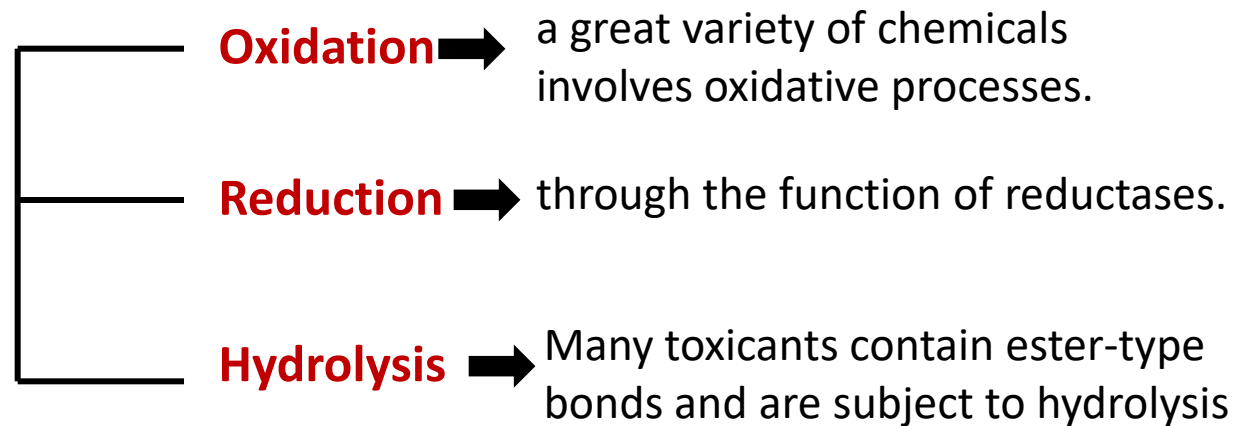 Oxidation
a great variety of chemicals
involves oxidative processes.
Reduction
through the function of reductases.
Hydrolysis
Many toxicants contain ester-type
bonds and are subject to hydrolysis